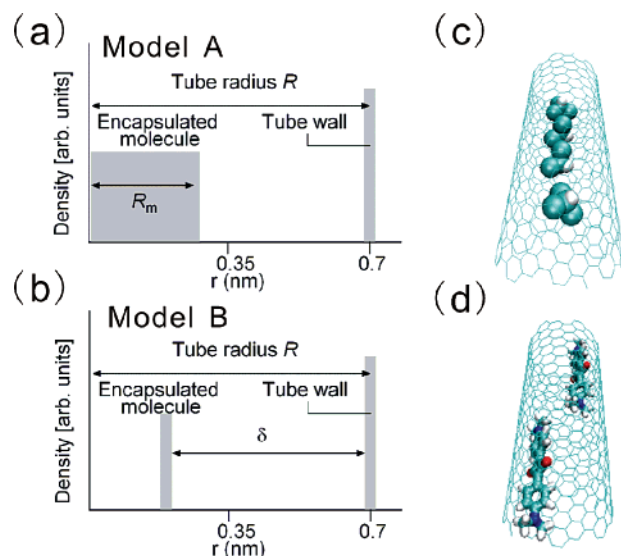 (a)
Model A
Tube radius R
Encapsulated
molecule
Tube wall
Rm
Density [arb. units]
0.35
0.7
r (nm)
(b)
Model B
Tube radius R
Encapsulated
molecule
Tube wall
δ
Density [arb. units]
0.35
0.7
r (nm)
(c)
(d)